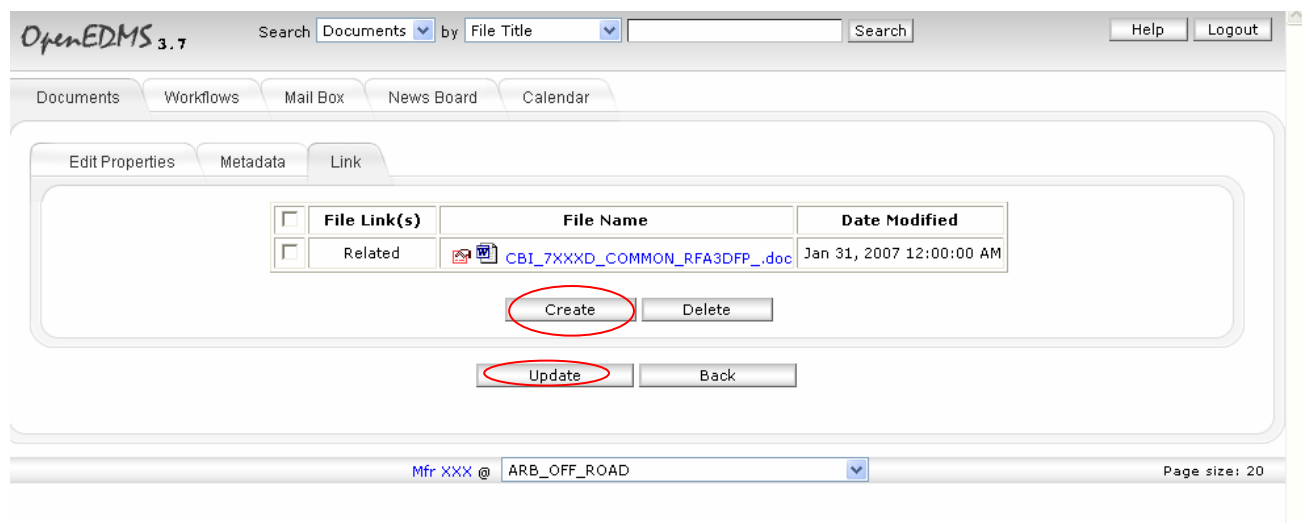 OpenEDMS 3.7 Search Documents by File Title Search Help Logout
Documents Workflows Mail Box News Board Calendar
Edit Properties Metadata Link
File Link(s) File Name Date Modified
Related CBI_7XXXD_COMMON_RFA3DFP_.doc Jan 31, 2007 12:00:00 AM
Create Delete
Update Back
Mfr XXX @ ARB_OFF_ROAD Page size: 20